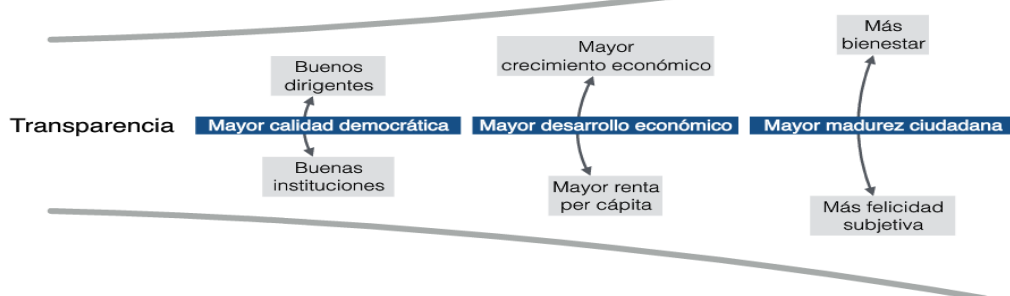 Transparencia
Buenos
dirigentes
Mayor calidad democrática
Buenas
instituciones
Mayor
crecimiento económico
Mayor desarrollo económico
Mayor renta
per cápita
Más
bienestar
Mayor madurez ciudadana
Más felicidad
subjetiva